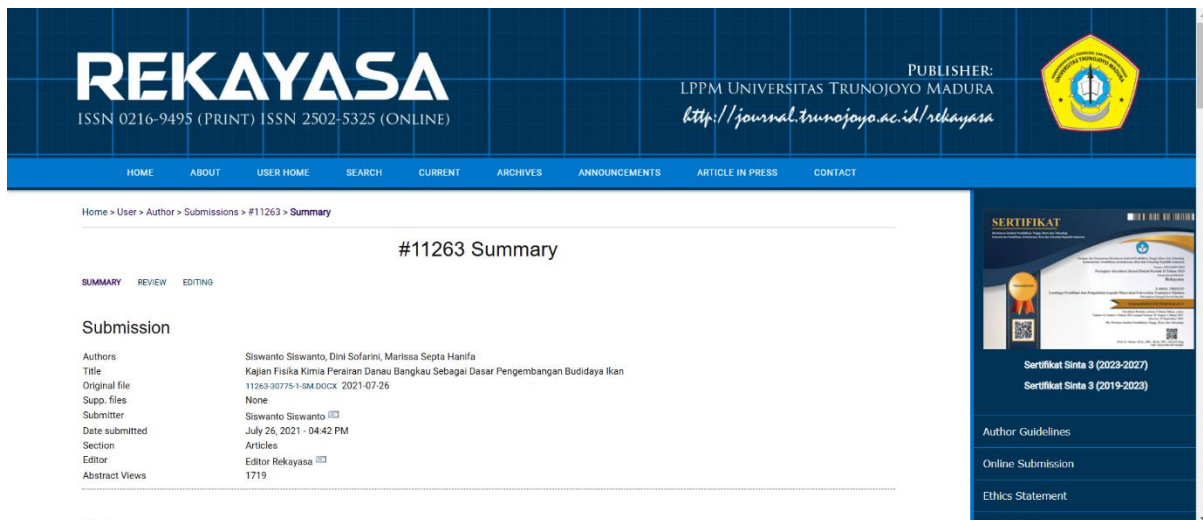 REKAYASA
ISSN 0216-9495 (PRINT) ISSN 2502-5325 (ONLINE)
PUBLISHER:
LPPM UNIVERSITAS TRUNOJOYO MADURA
http://journal.trunojoyo.ac.id/rekayasa
HOME ABOUT USER HOME SEARCH CURRENT ARCHIVES ANNOUNCEMENTS ARTICLE IN PRESS CONTACT
Home > User > Author > Submissions > #11263 > Summary
#11263 Summary
SUMMARY REVIEW EDITING
Submission
Authors Siswanto Siswanto, Dini Sofarini, Marissa Septa Hanifa
Title Kajian Fisika Kimia Perairan Danau Bangkau Sebagai Dasar Pengembangan Budidaya Ikan
Original file 11263-30775-1-SM.DOCX 2021-07-26
Supp. files None
Submitter Siswanto Siswanto
Date submitted July 26, 2021 - 04:42 PM
Section Articles
Editor Editor Rekayasa
Abstract Views 1719
SERTIFIKAT
Sertifikat Sinta 3 (2023-2027)
Sertifikat Sinta 3 (2019-2023)
Author Guidelines
Online Submission
Ethics Statement